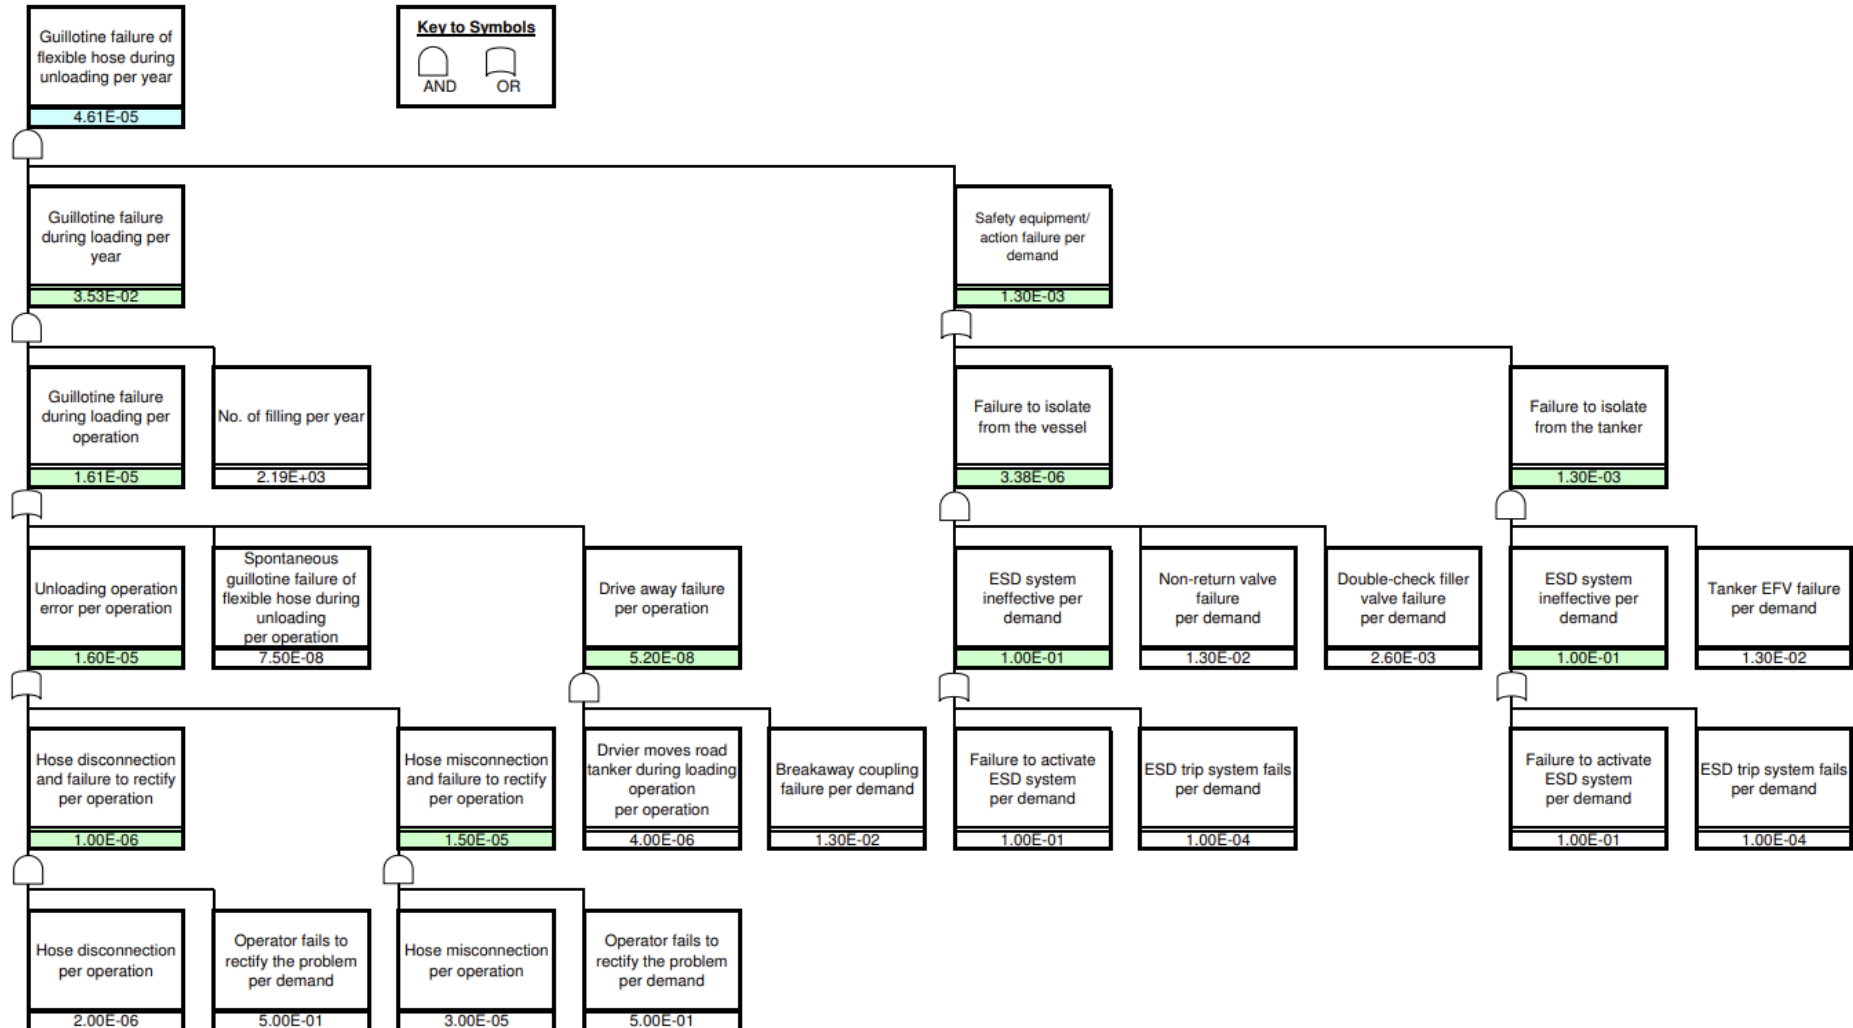 Guillotine failure of
flexible hose during
unloading per year
4.61E-05
Key to Symbols
AND
OR
Guillotine failure
during loading per
year
3.53E-02
Safety equipment/
action failure per
demand
1.30E-03
Guillotine failure
during loading per
operation
1.61E-05
No. of filling per year
2.19E+03
Failure to isolate
from the vessel
3.38E-06
Failure to isolate
from the tanker
1.30E-03
Unloading operation
error per operation
1.60E-05
Spontaneous
guillotine failure of
flexible hose during
unloading
per operation
7.50E-08
Drive away failure
per operation
5.20E-08
ESD system
ineffective per
demand
1.00E-01
Non-return valve
failure
per demand
1.30E-02
Double-check filler
valve failure
per demand
2.60E-03
ESD system
ineffective per
demand
1.00E-01
Tanker EFV failure
per demand
1.30E-02
Hose disconnection
and failure to rectify
per operation
1.00E-06
Hose misconnection
and failure to rectify
per operation
1.50E-05
Drvier moves road
tanker during loading
operation
per operation
4.00E-06
Breakaway coupling
failure per demand
1.30E-02
Failure to activate
ESD system
per demand
1.00E-01
ESD trip system fails
per demand
1.00E-04
Failure to activate
ESD system
per demand
1.00E-01
ESD trip system fails
per demand
1.00E-04
Hose disconnection
per operation
2.00E-06
Operator fails to
rectify the problem
per demand
5.00E-01
Hose misconnection
per operation
3.00E-05
Operator fails to
rectify the problem
per demand
5.00E-01